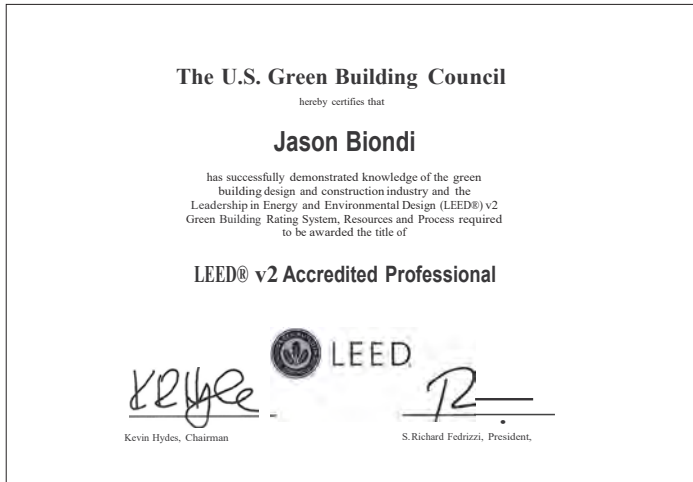 The U.S. Green Building Council
hereby certifies that
Jason Biondi
has successfully demonstrated knowledge of the green
building design and construction industry and the
Leadership in Energy and Environmental Design (LEED®) v2
Green Building Rating System, Resources and Process required
to be awarded the title of
LEED® v2 Accredited Professional
LEED
Kevin Hydes, Chairman
S. Richard Fedrizzi, President,